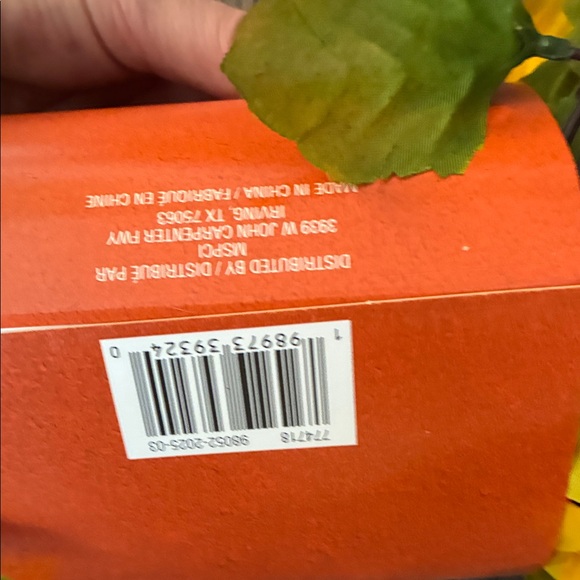 DISTRIBUTED BY / DISTRIBUÉ PAR
MSPCI
3939 W JOHN CARPENTER FWY
IRVING, TX 75063
MADE IN CHINA / FABRIQUÉ EN CHINE
774718 98052-2025-03
1 98973 39324 0